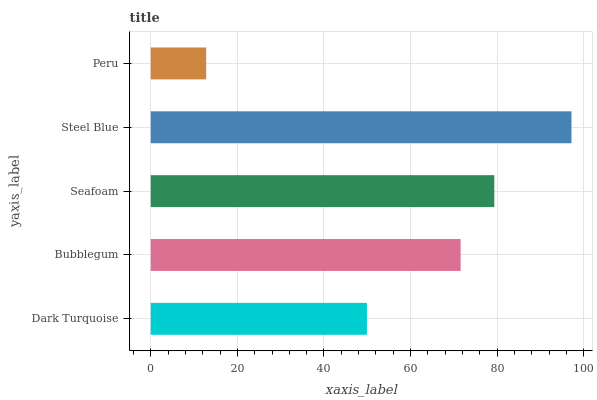 title
Peru
Steel Blue
Seafoam
Bubblegum
Dark Turquoise
yaxis_label
0 20 40 60 80 100
xaxis_label